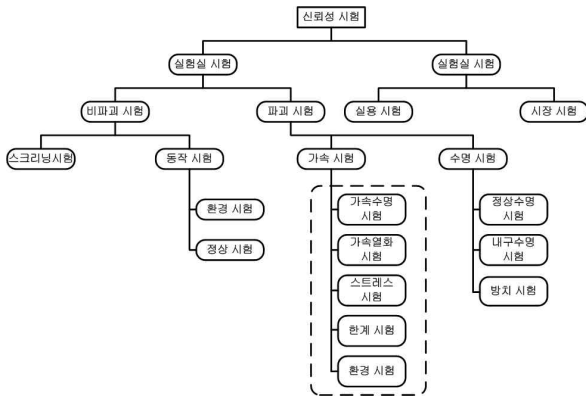 신뢰성 시험
실험실 시험
실험실 시험
비파괴 시험
파괴 시험
실용 시험
시장 시험
스크리닝시험
동작 시험
가속 시험
수명 시험
환경 시험
정상 시험
가속수명
시험
가속열화
시험
스트레스
시험
한계 시험
환경 시험
정상수명
시험
내구수명
시험
방치 시험